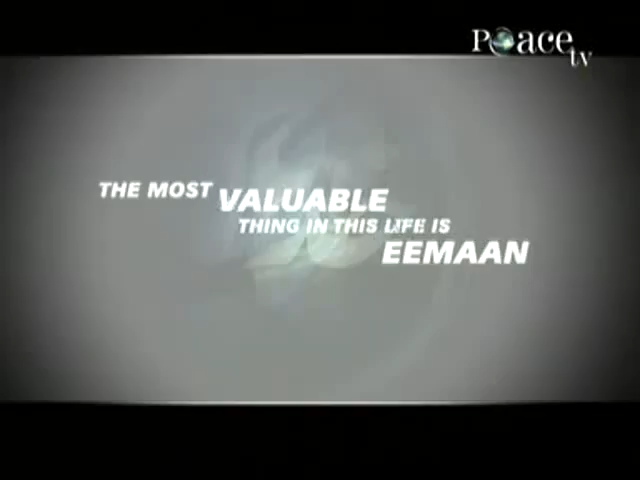 Peace
tv
THE MOST VALUABLE
THING IN THIS LIFE IS
EEMAAN